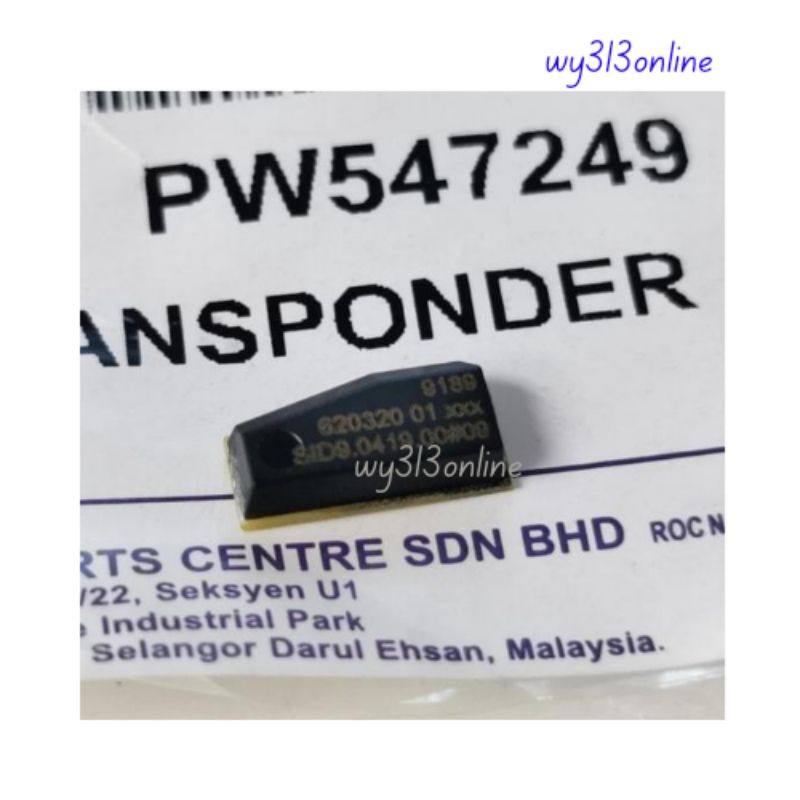 wy3l3online
PW547249
ANSPONDER
9189
620320 01 xxx
SID9.0419.00#09
wy3l3online
RTS CENTRE SDN BHD ROC N
/22, Seksyen U1
e Industrial Park
Selangor Darul Ehsan, Malaysia.